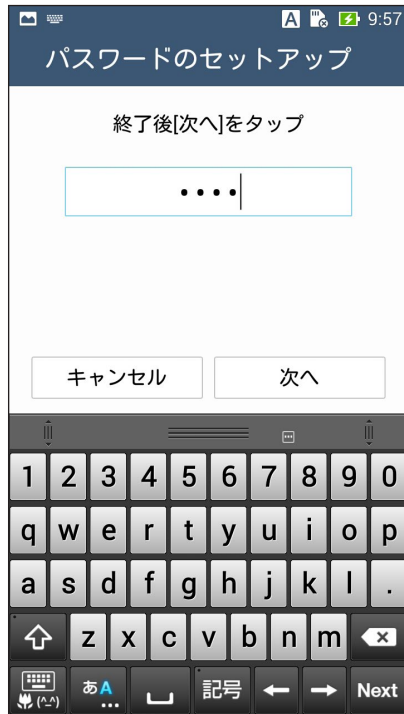 A 9:57
パスワードのセットアップ
終了後[次へ]をタップ
••••
キャンセル 次へ
1 2 3 4 5 6 7 8 9 0
q w e r t y u i o p
a s d f g h j k l .
z x c v b n m
(^_^) あA... 記号 ← → Next